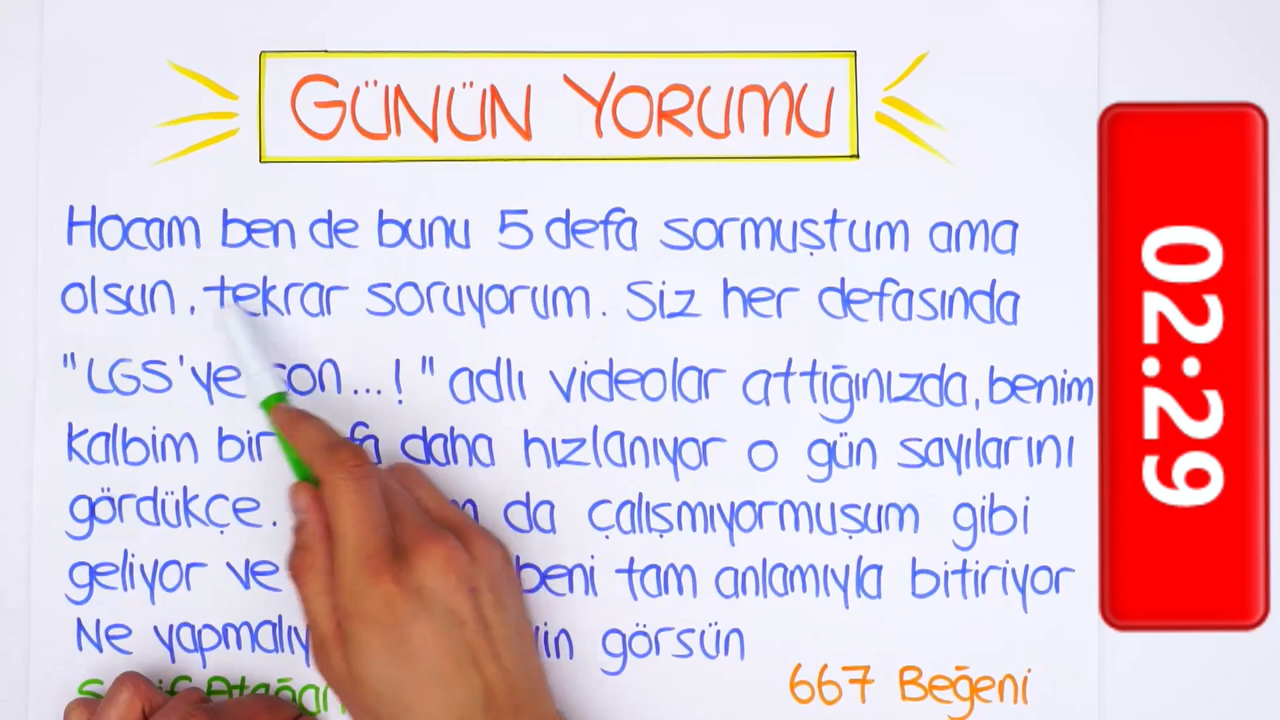 GÜNÜN YORUMU
Hocam ben de bunu 5 defa sormuştum ama
olsun, tekrar soruyorum. Siz her defasında
"LGS'ye son...!" adlı videolar attığınızda, benim
kalbim bir daha hızlanıyor o gün sayılarını
gördükçe. da çalışmıyormuşum gibi
geliyor ve beni tam anlamıyla bitiriyor
Ne görsün
667 Beğeni
02:29